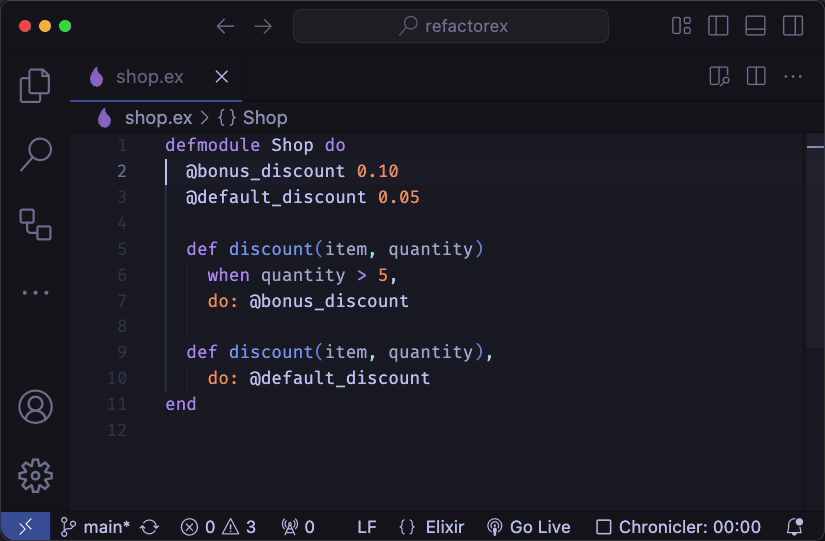 refactorex
shop.ex
shop.ex > {} Shop
1 defmodule Shop do
2 @bonus_discount 0.10
3 @default_discount 0.05
4
5 def discount(item, quantity)
6 when quantity > 5,
7 do: @bonus_discount
8
9 def discount(item, quantity),
10 do: @default_discount
11 end
12
main* 0 3 0 LF {} Elixir Go Live Chronicler: 00:00